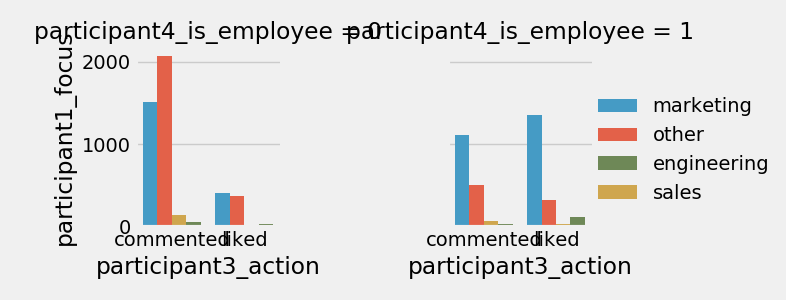 participant4_is_employee = 0
participant4_is_employee = 1
participant1_focus
2000
1000
0
commented
liked
participant3_action
commented
liked
participant3_action
marketing
other
engineering
sales